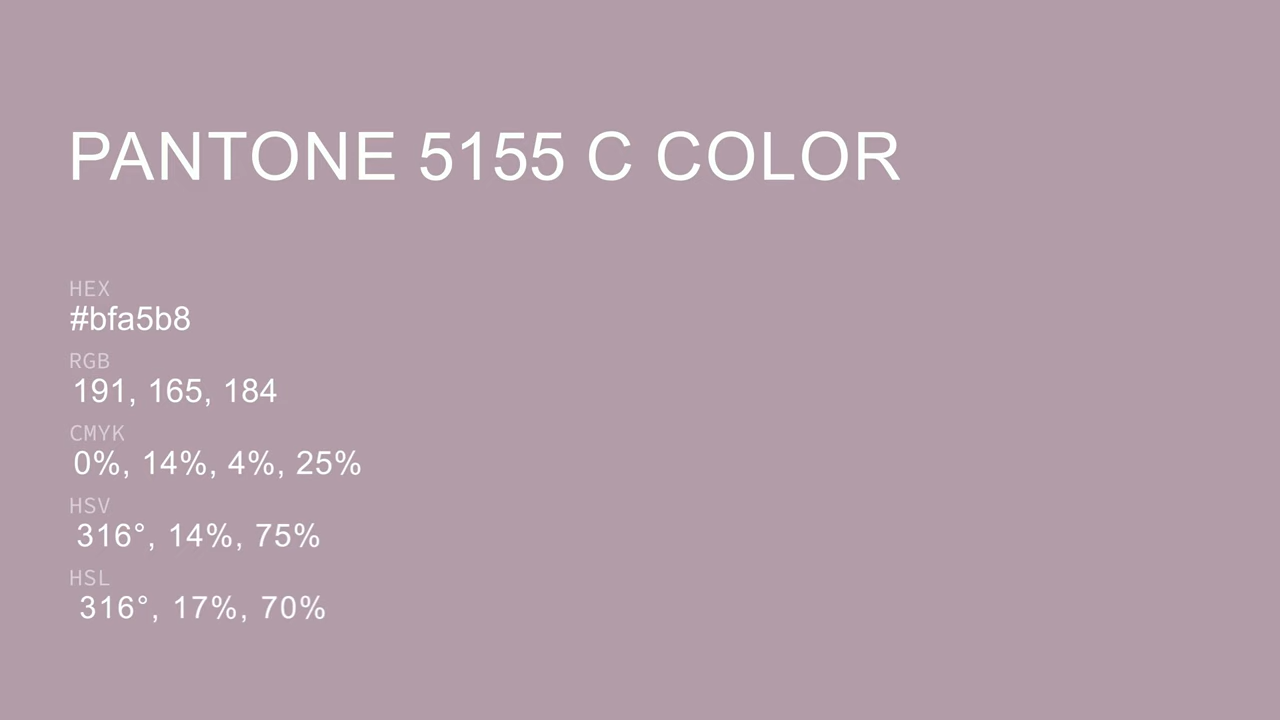 PANTONE 5155 C COLOR
HEX
#bfa5b8
RGB
191, 165, 184
CMYK
0%, 14%, 4%, 25%
HSV
316°, 14%, 75%
HSL
316°, 17%, 70%